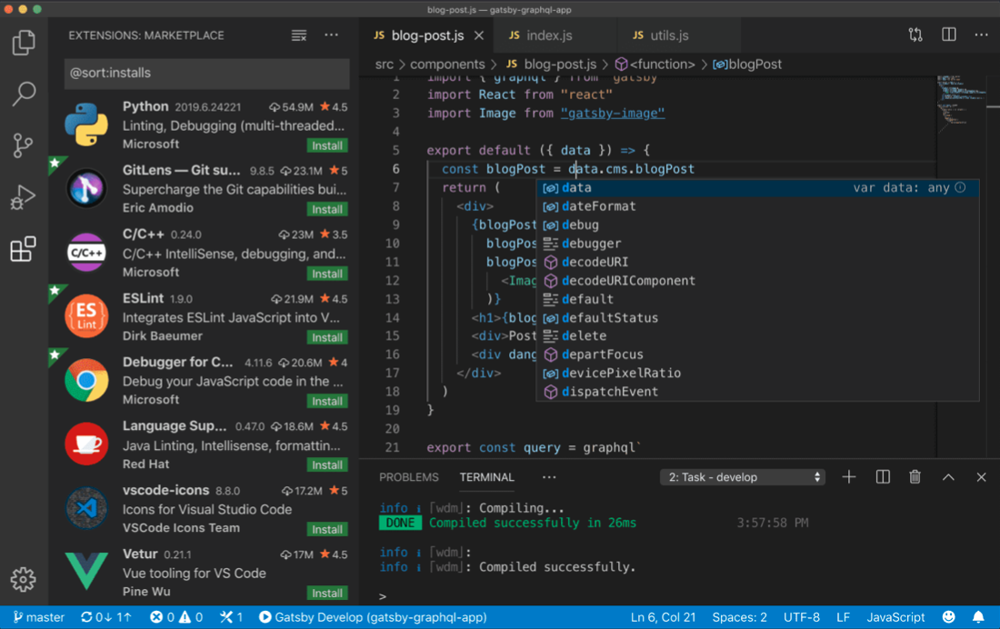 blog-post.js — gatsby-graphql-app
EXTENSIONS: MARKETPLACE
@sort:installs
Python 2019.6.24221 54.9M ★ 4.5
Linting, Debugging (multi-threaded...
Microsoft Install
GitLens — Git su... 9.8.5 23.1M ★ 5
Supercharge the Git capabilities bui...
Eric Amodio Install
C/C++
C/C++ 0.24.0 23M ★ 3.5
C/C++ IntelliSense, debugging, and...
Microsoft Install
ES
Lint
ESLint 1.9.0 21.9M ★ 4.5
Integrates ESLint JavaScript into V...
Dirk Baeumer Install
Debugger for C... 4.11.6 20.6M ★ 4
Debug your JavaScript code in the ...
Microsoft Install
Language Sup... 0.47.0 18.6M ★ 4.5
Java Linting, Intellisense, formattin...
Red Hat Install
vscode-icons 8.8.0 17.2M ★ 5
Icons for Visual Studio Code
VSCode Icons Team Install
Vetur 0.21.1 17M ★ 4.5
Vue tooling for VS Code
Pine Wu Install
JS blog-post.js × JS index.js JS utils.js
src > components > JS blog-post.js > <function> > blogPost
1 import { graphql } from "gatsby"
2 import React from "react"
3 import Image from "gatsby-image"
4
5 export default ({ data }) => {
6 const blogPost = data.cms.blogPost
7 return (
8 <div>
9 {blogPost
10 blogPos
11 blogPos
12 <Imag
13 )}
14 <h1>{blog
15 <div>Post
16 <div dang
17 </div>
18 )
19 }
20
21 export const query = graphql`
data var data: any
dateFormat
debug
debugger
decodeURI
decodeURIComponent
default
defaultStatus
delete
departFocus
devicePixelRatio
dispatchEvent
PROBLEMS TERMINAL ... 2: Task - develop
info i [wdm]: Compiling...
DONE Compiled successfully in 26ms 3:57:58 PM
info i [wdm]:
info i [wdm]: Compiled successfully.
>
master 0↓ 1↑ 0 0 1 Gatsby Develop (gatsby-graphql-app) Ln 6, Col 21 Spaces: 2 UTF-8 LF JavaScript